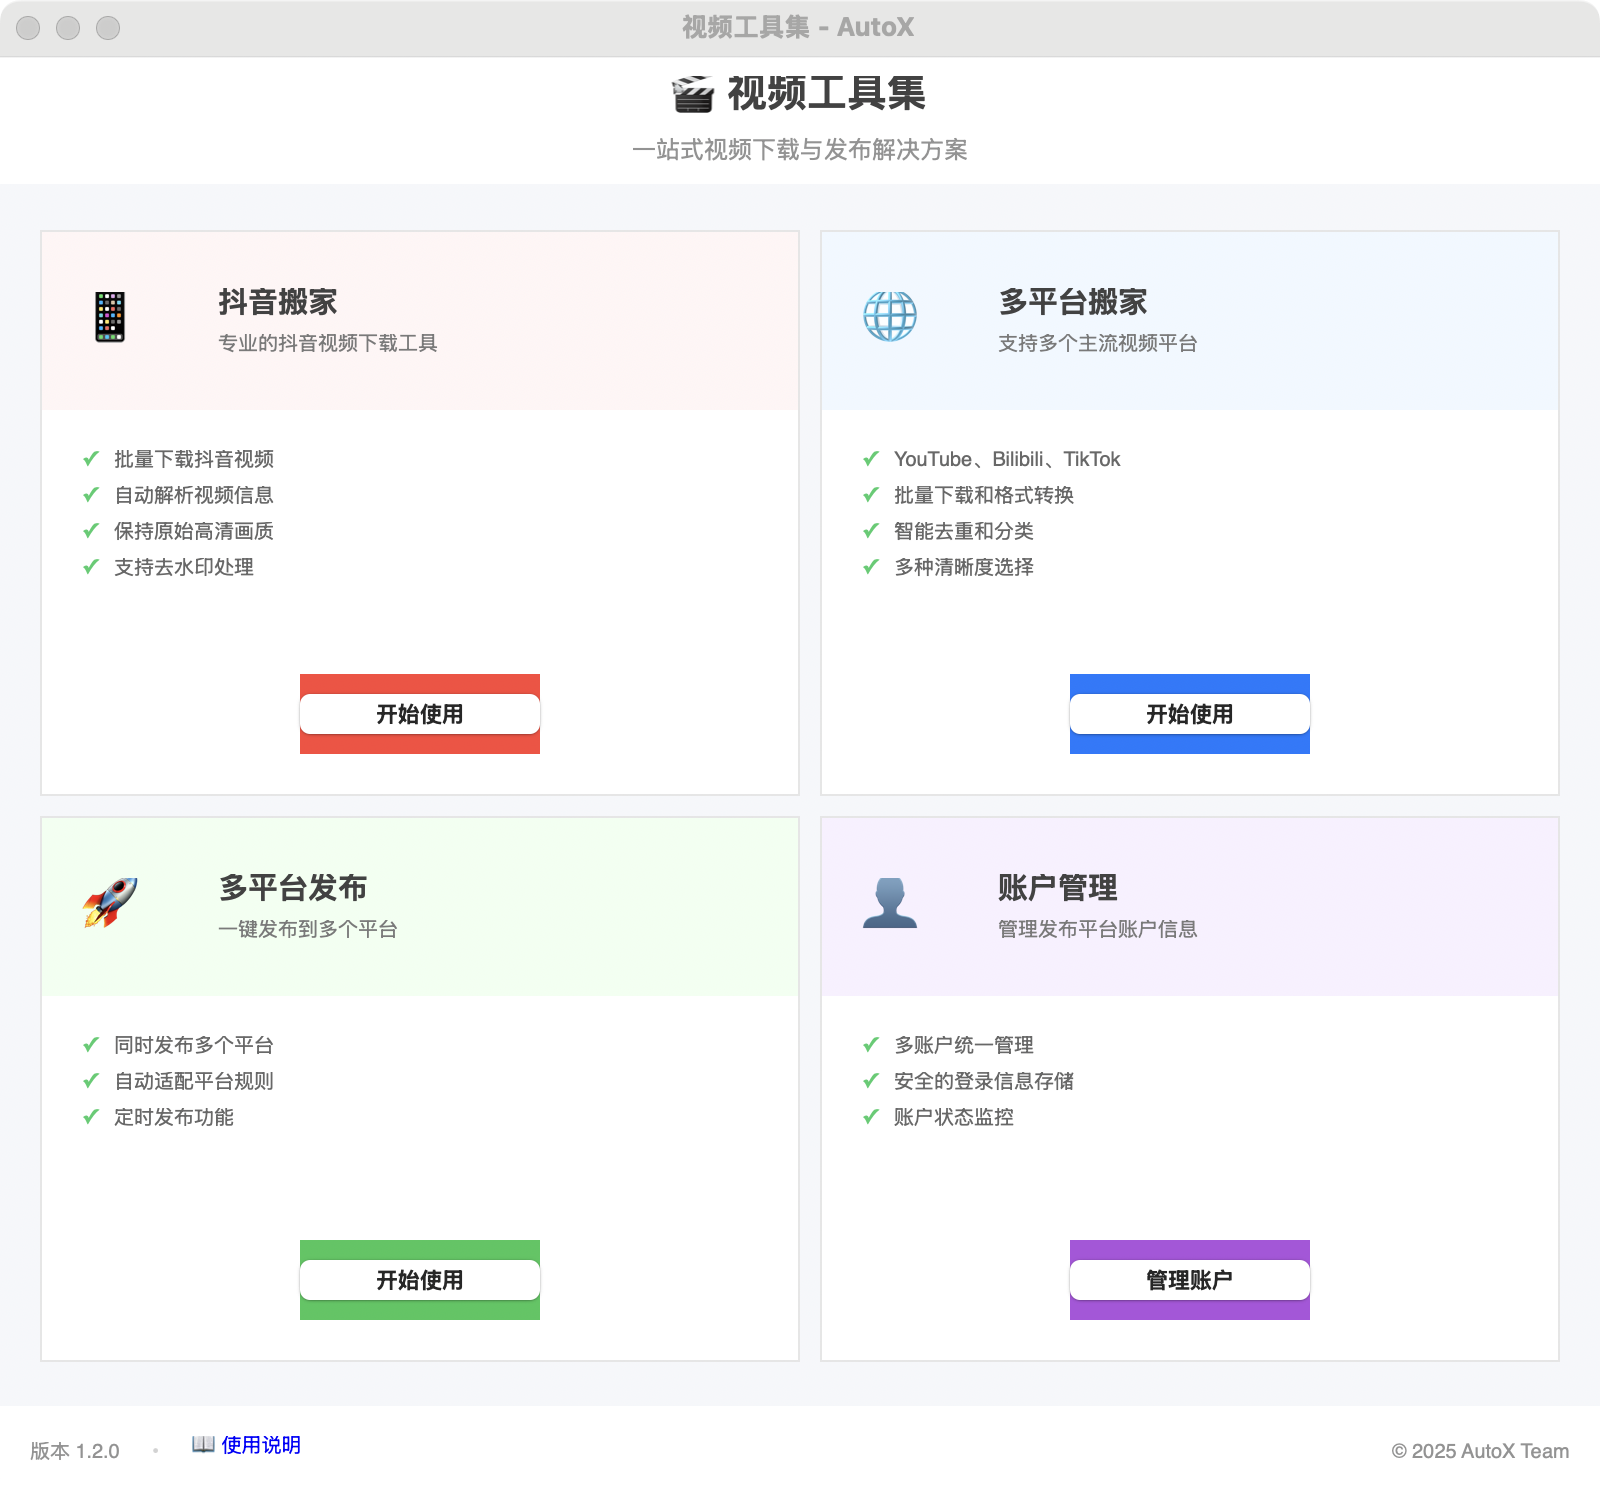 视频工具集 - AutoX
视频工具集
一站式视频下载与发布解决方案
抖音搬家
专业的抖音视频下载工具
✓ 批量下载抖音视频
✓ 自动解析视频信息
✓ 保持原始高清画质
✓ 支持去水印处理
开始使用
多平台搬家
支持多个主流视频平台
✓ YouTube、Bilibili、TikTok
✓ 批量下载和格式转换
✓ 智能去重和分类
✓ 多种清晰度选择
开始使用
多平台发布
一键发布到多个平台
✓ 同时发布多个平台
✓ 自动适配平台规则
✓ 定时发布功能
开始使用
账户管理
管理发布平台账户信息
✓ 多账户统一管理
✓ 安全的登录信息存储
✓ 账户状态监控
管理账户
版本 1.2.0 • 使用说明
© 2025 AutoX Team